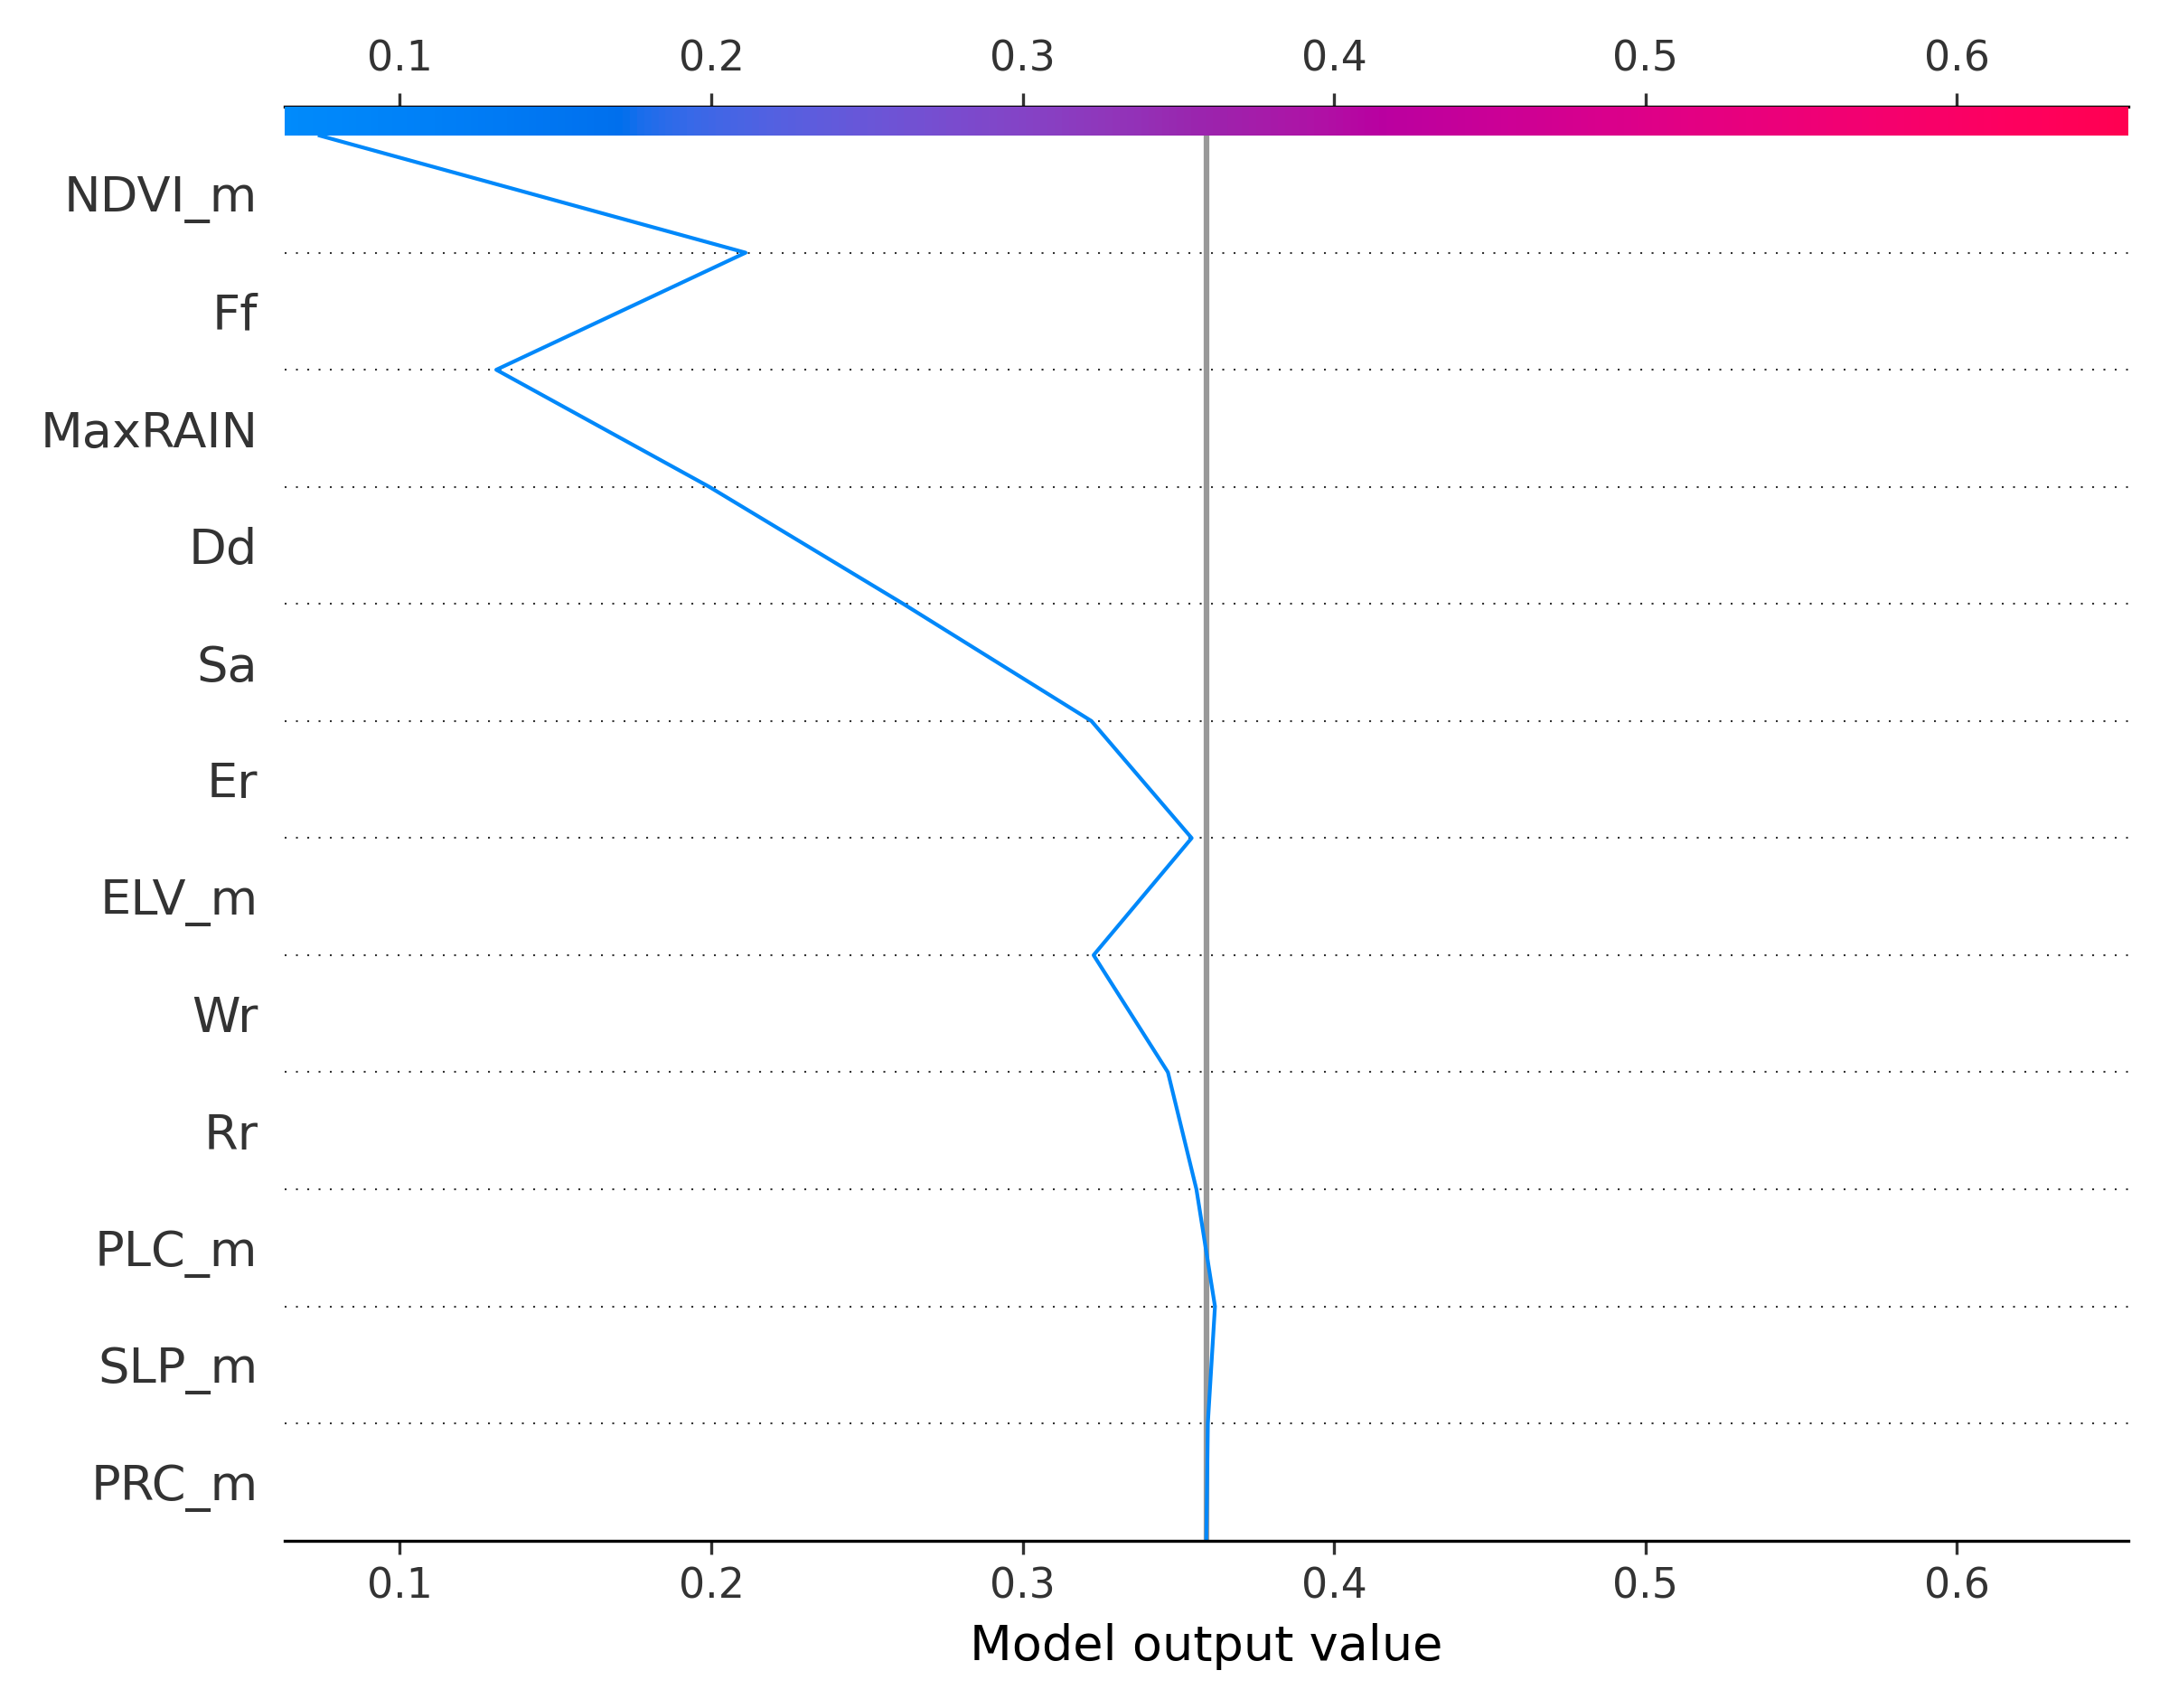 0.1 0.2 0.3 0.4 0.5 0.6
NDVI_m
Ff
MaxRAIN
Dd
Sa
Er
ELV_m
Wr
Rr
PLC_m
SLP_m
PRC_m
0.1 0.2 0.3 0.4 0.5 0.6
Model output value